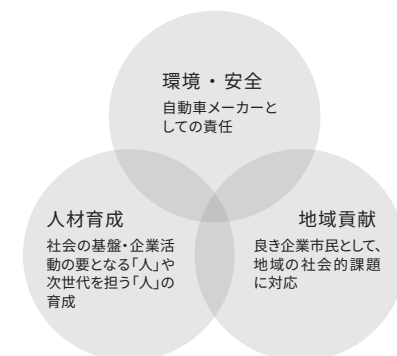 環境・安全
自動車メーカーと
しての責任
人材育成
社会の基盤・企業活
動の要となる「人」や
次世代を担う「人」の
育成
地域貢献
良き企業市民として、
地域の社会的課題
に対応